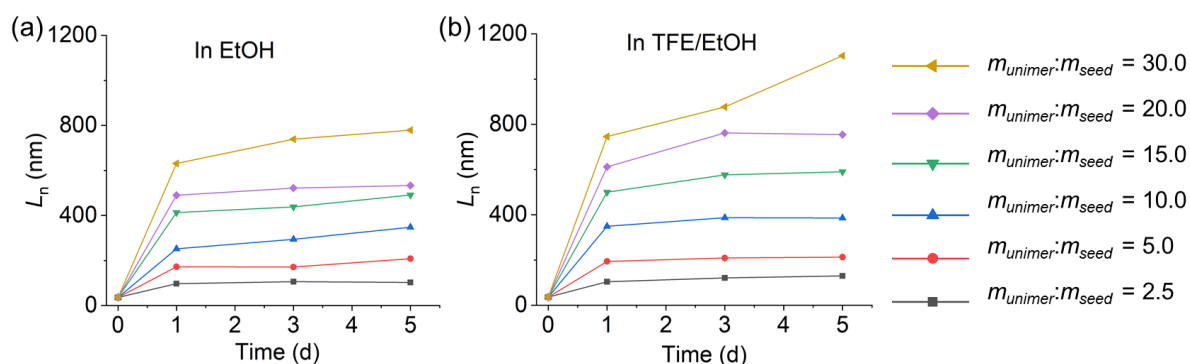 (a)
In EtOH
1200
800
400
0
Ln (nm)
0 1 2 3 4 5
Time (d)
(b)
In TFE/EtOH
1200
800
400
0
Ln (nm)
0 1 2 3 4 5
Time (d)
munimer:mseed = 30.0
munimer:mseed = 20.0
munimer:mseed = 15.0
munimer:mseed = 10.0
munimer:mseed = 5.0
munimer:mseed = 2.5